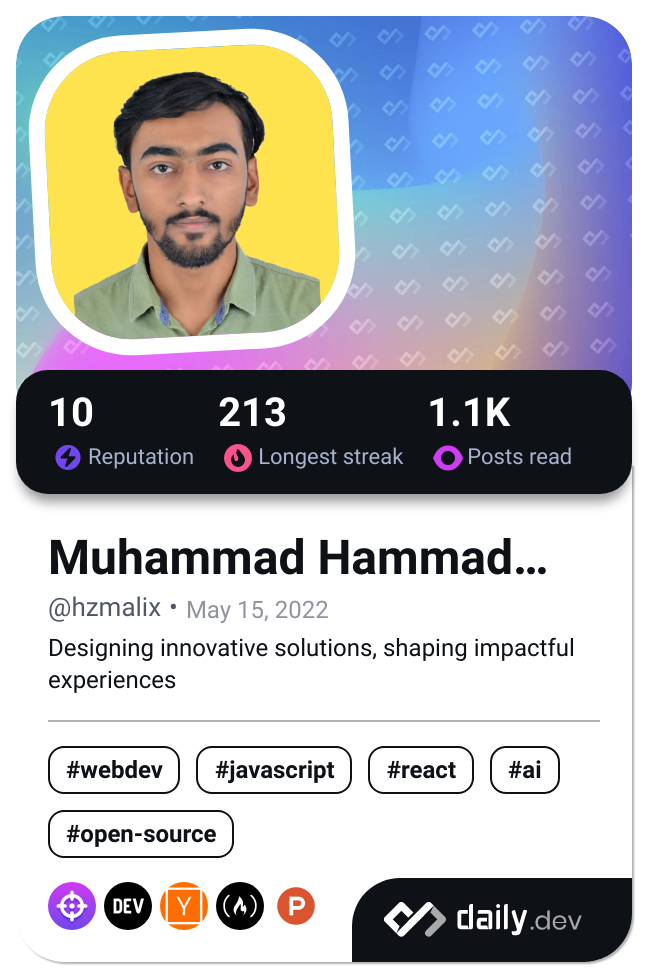 10 213 1.1K
Reputation Longest streak Posts read
Muhammad Hammad...
@hzmalix • May 15, 2022
Designing innovative solutions, shaping impactful
experiences
#webdev #javascript #react #ai
#open-source
DEV Y P daily.dev